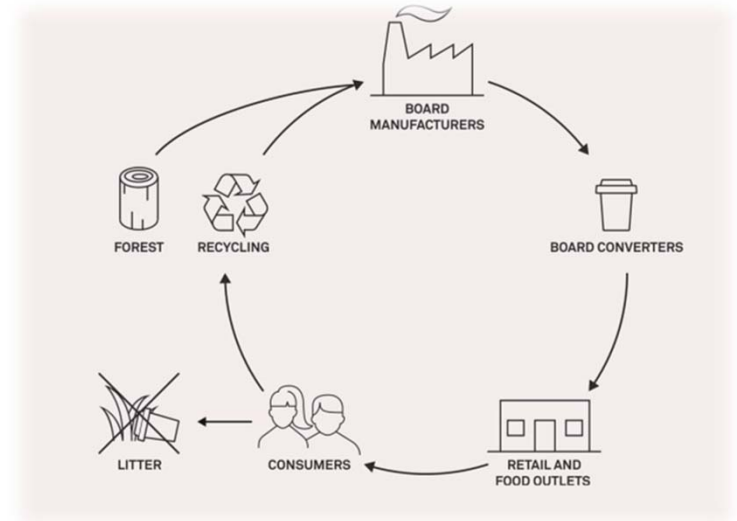 BOARD
MANUFACTURERS
FOREST
RECYCLING
BOARD CONVERTERS
LITTER
CONSUMERS
RETAIL AND
FOOD OUTLETS